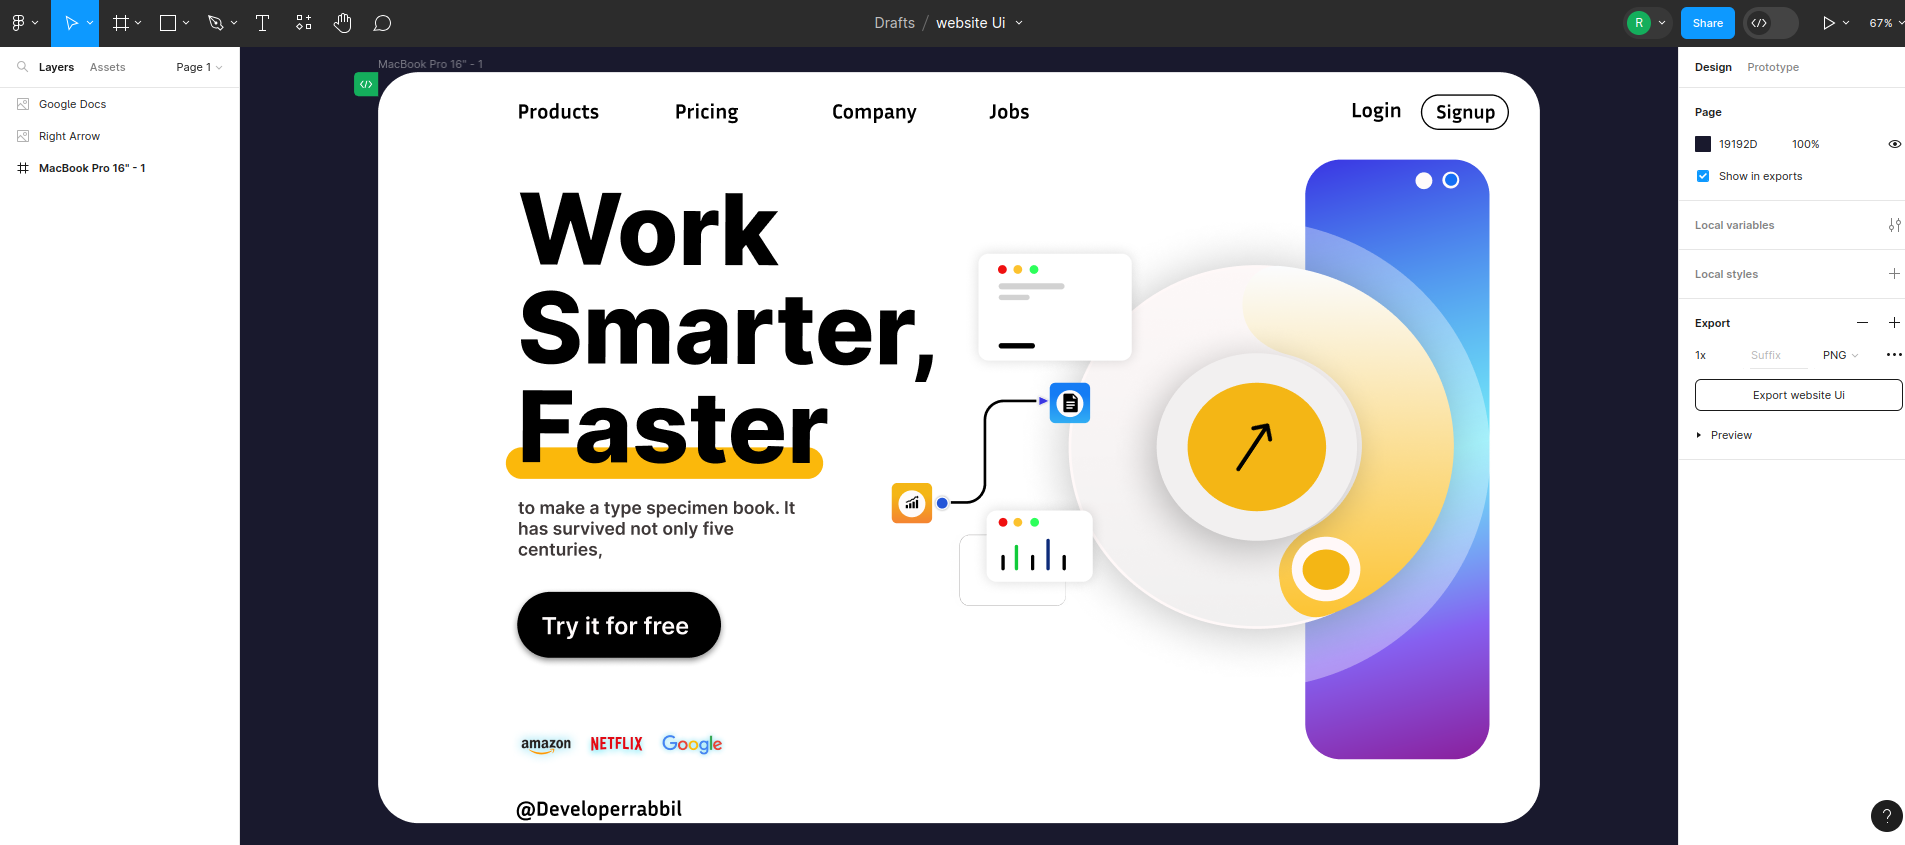 Drafts / website Ui
R
Share
67%
Layers
Assets
Page 1
Google Docs
Right Arrow
MacBook Pro 16" - 1
MacBook Pro 16" - 1
Products
Pricing
Company
Jobs
Login
Signup
Work
Smarter,
Faster
to make a type specimen book. It
has survived not only five
centuries,
Try it for free
amazon
NETFLIX
Google
@Developerrabbil
Design
Prototype
Page
19192D
100%
Show in exports
Local variables
Local styles
Export
1x
Suffix
PNG
Export website Ui
Preview
?